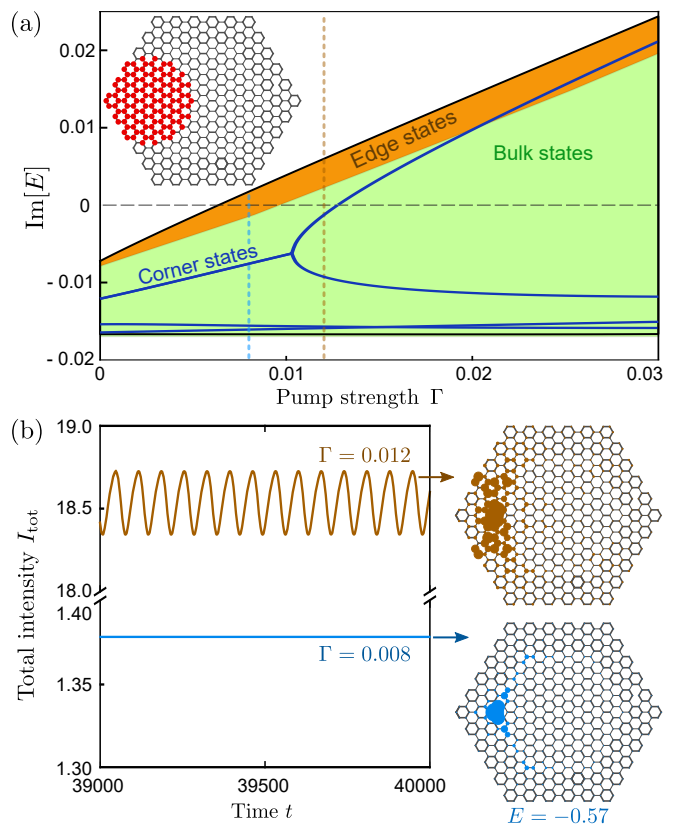 (a)
0.02
0.01
0
- 0.01
- 0.02
Im[E]
Edge states
Bulk states
Corner states
0
0.01
0.02
0.03
Pump strength Γ
(b)
19.0
18.5
18.0
1.40
1.35
1.30
Total intensity Itot
Γ = 0.012
Γ = 0.008
39000
39500
40000
Time t
E = −0.57